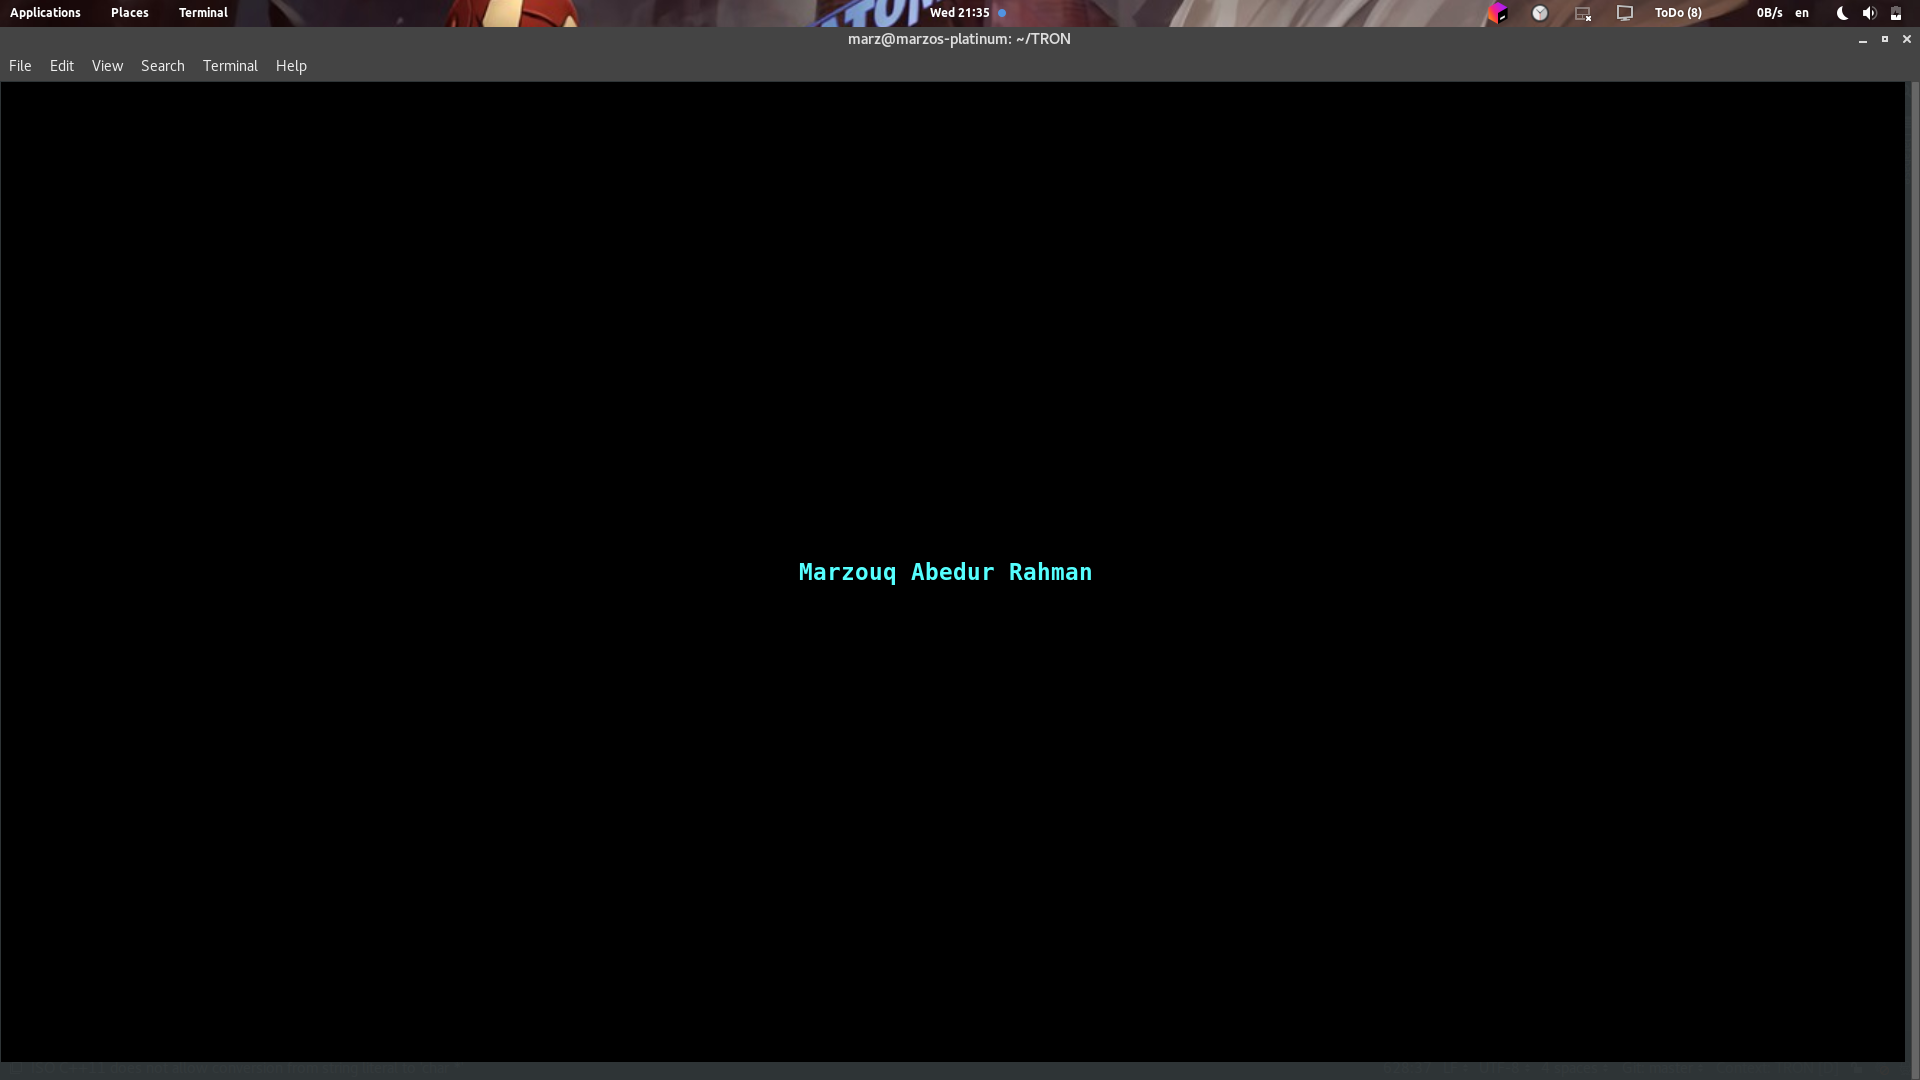 Applications Places Terminal Wed 21:35 ToDo (8) 0B/s en
marz@marzos-platinum: ~/TRON
File Edit View Search Terminal Help
Marzouq Abedur Rahman